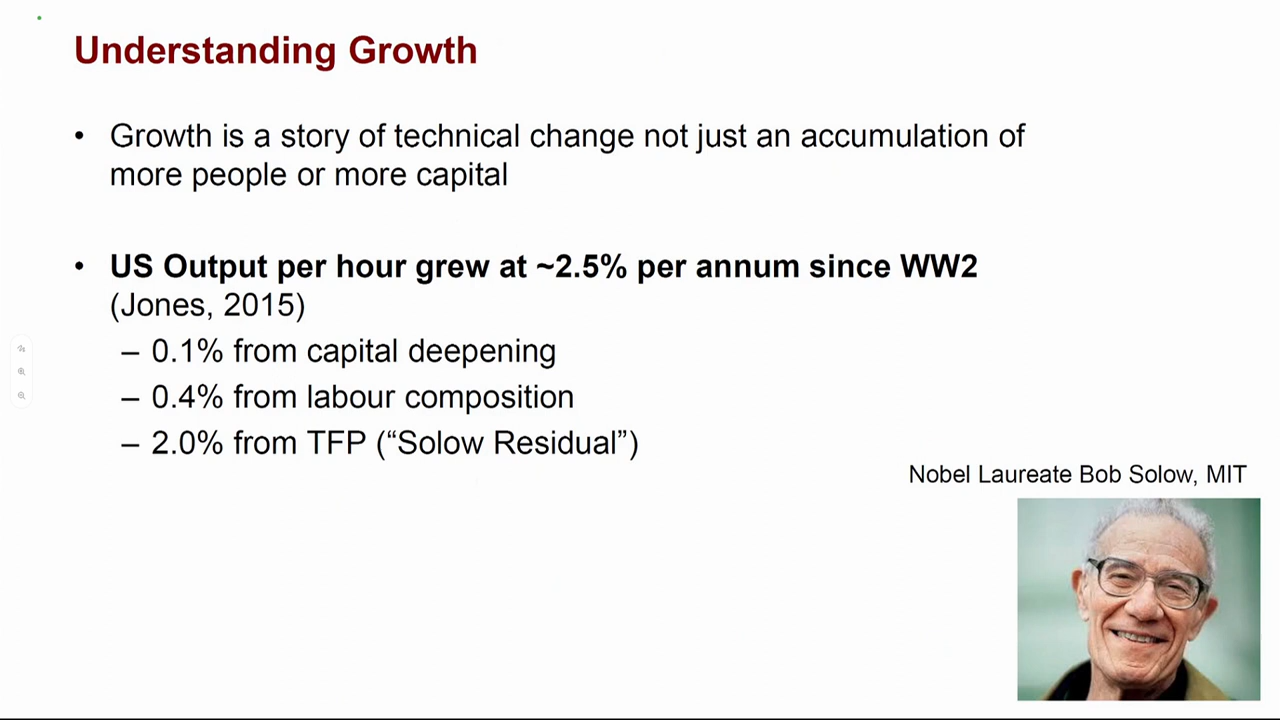 Understanding Growth
• Growth is a story of technical change not just an accumulation of
more people or more capital
• US Output per hour grew at ~2.5% per annum since WW2
(Jones, 2015)
– 0.1% from capital deepening
– 0.4% from labour composition
– 2.0% from TFP (“Solow Residual”)
Nobel Laureate Bob Solow, MIT